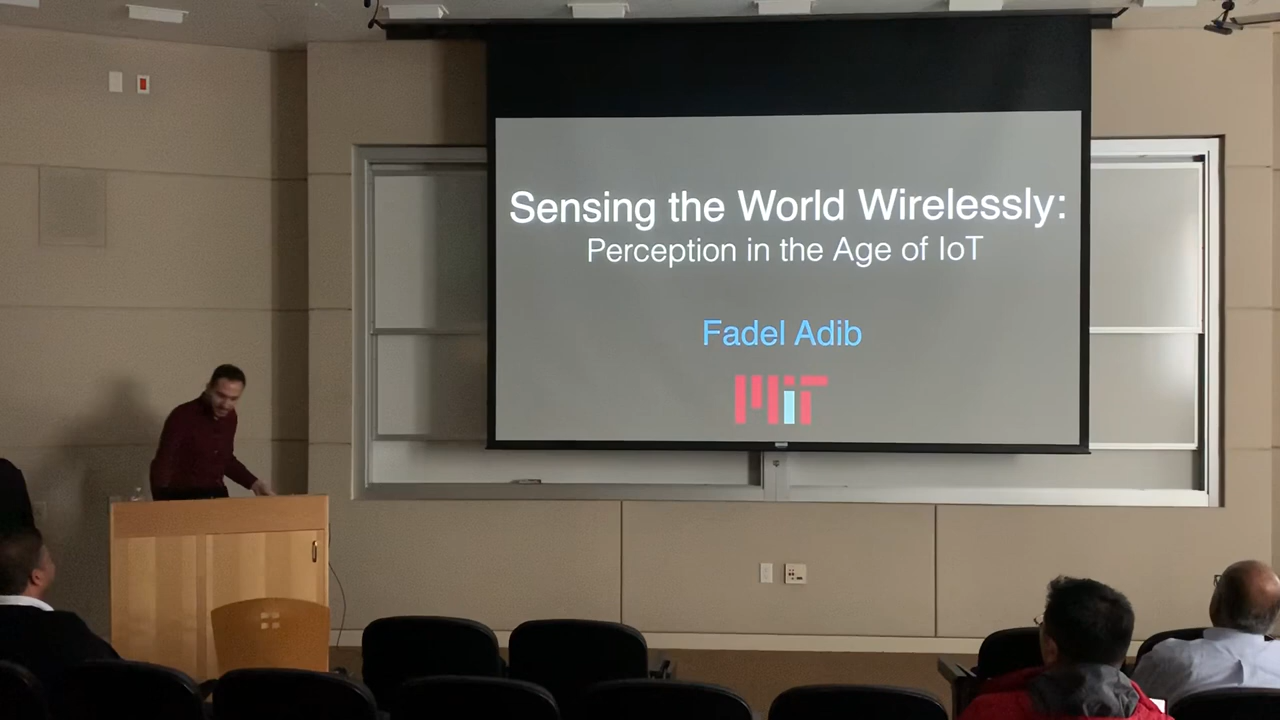 Sensing the World Wirelessly:
Perception in the Age of IoT
Fadel Adib
MIT